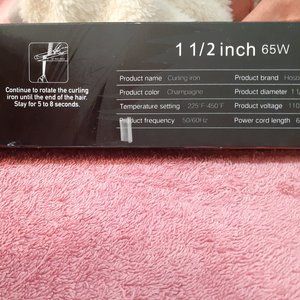 1 1/2 inch 65W
Continue to rotate the curling
iron until the end of the hair.
Stay for 5 to 8 seconds.
Product name Curling iron Product brand
Product color Champagne Product diameter
Temperature setting 225°F-450°F Product voltage
Product frequency 50/60Hz Power cord length